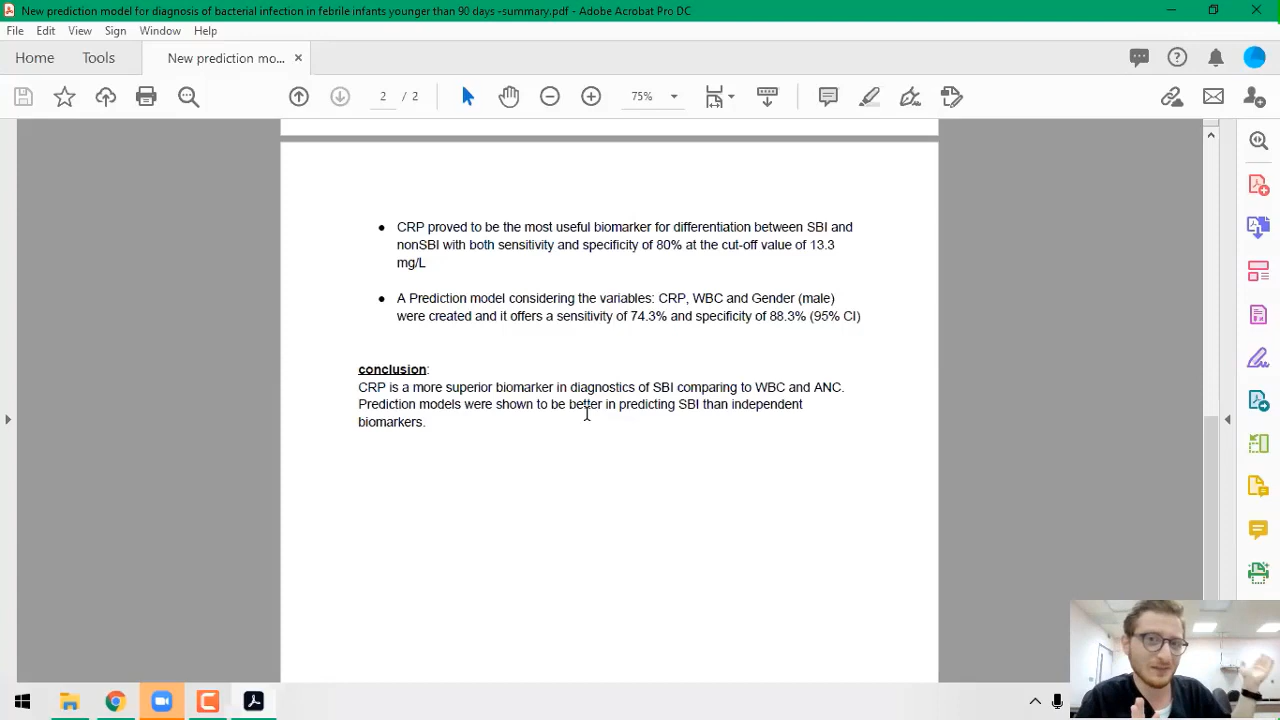 New prediction model for diagnosis of bacterial infection in febrile infants younger than 90 days -summary.pdf - Adobe Acrobat Pro DC
File Edit View Sign Window Help
Home Tools New prediction mo... ×
2 / 2 75%
● CRP proved to be the most useful biomarker for differentiation between SBI and
nonSBI with both sensitivity and specificity of 80% at the cut-off value of 13.3
mg/L
● A Prediction model considering the variables: CRP, WBC and Gender (male)
were created and it offers a sensitivity of 74.3% and specificity of 88.3% (95% CI)
conclusion:
CRP is a more superior biomarker in diagnostics of SBI comparing to WBC and ANC.
Prediction models were shown to be better in predicting SBI than independent
biomarkers.